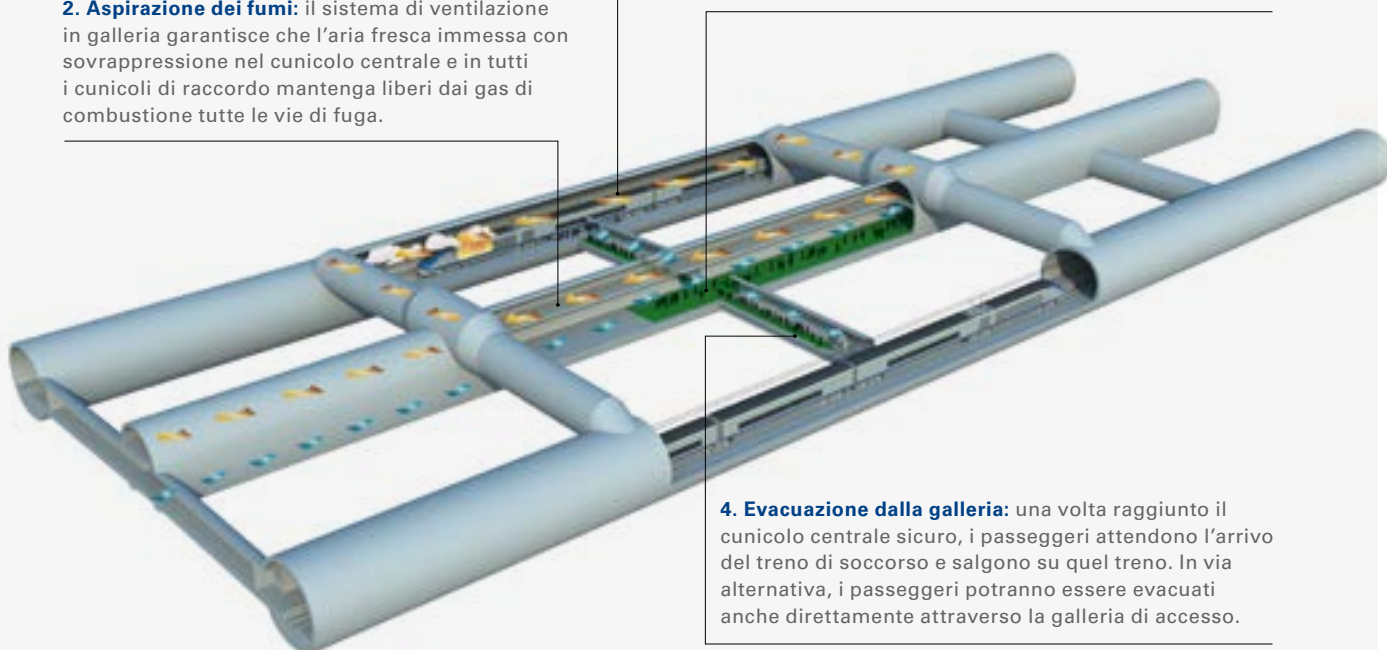 2. Aspirazione dei fumi: il sistema di ventilazione
in galleria garantisce che l’aria fresca immessa con
sovrappressione nel cunicolo centrale e in tutti
i cunicoli di raccordo mantenga liberi dai gas di
combustione tutte le vie di fuga.
4. Evacuazione dalla galleria: una volta raggiunto il
cunicolo centrale sicuro, i passeggeri attendono l’arrivo
del treno di soccorso e salgono su quel treno. In via
alternativa, i passeggeri potranno essere evacuati
anche direttamente attraverso la galleria di accesso.